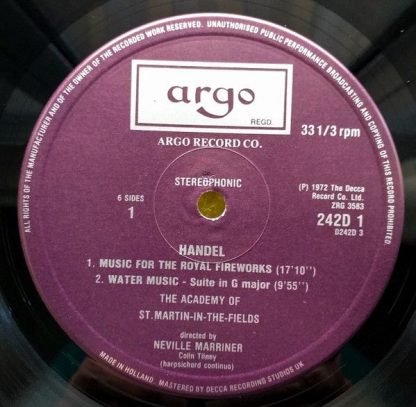 ALL RIGHTS OF THE MANUFACTURER AND OF THE OWNER OF THE RECORDED WORK RESERVED. UNAUTHORISED PUBLIC PERFORMANCE BROADCASTING AND COPYING OF THIS RECORD PROHIBITED.
argo
REGD.
33 1/3 rpm
ARGO RECORD CO.
STEREOPHONIC
6 SIDES
1
(P) 1972 The Decca
Record Co. Ltd.
ZRG 3583
242D 1
D242D 3
HANDEL
1. MUSIC FOR THE ROYAL FIREWORKS (17'10'')
2. WATER MUSIC - Suite in G major (9'55'')
THE ACADEMY OF
ST.MARTIN-IN-THE-FIELDS
directed by
NEVILLE MARRINER
Colin Tilney
(harpsichord continuo)
MADE IN HOLLAND. MASTERED BY DECCA RECORDING STUDIOS UK